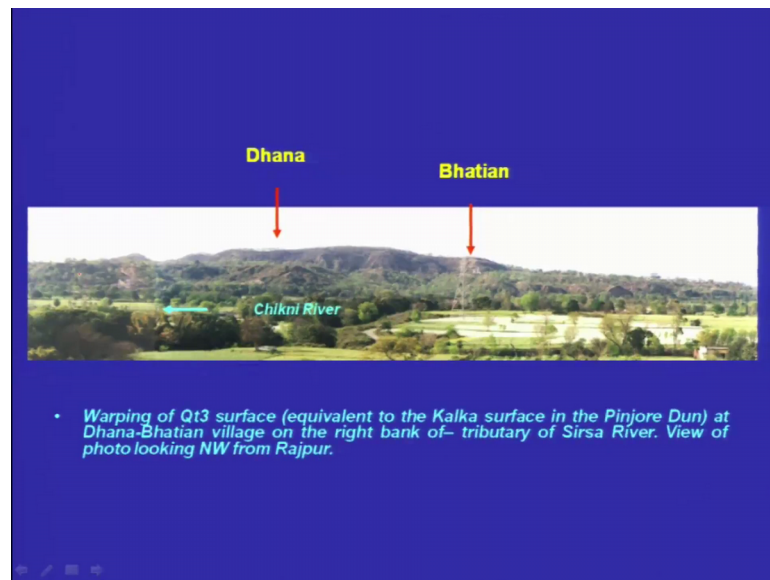 Dhana
Bhatian
Chikni River
• Warping of Qt3 surface (equivalent to the Kalka surface in the Pinjore Dun) at
Dhana-Bhatian village on the right bank of– tributary of Sirsa River. View of
photo looking NW from Rajpur.